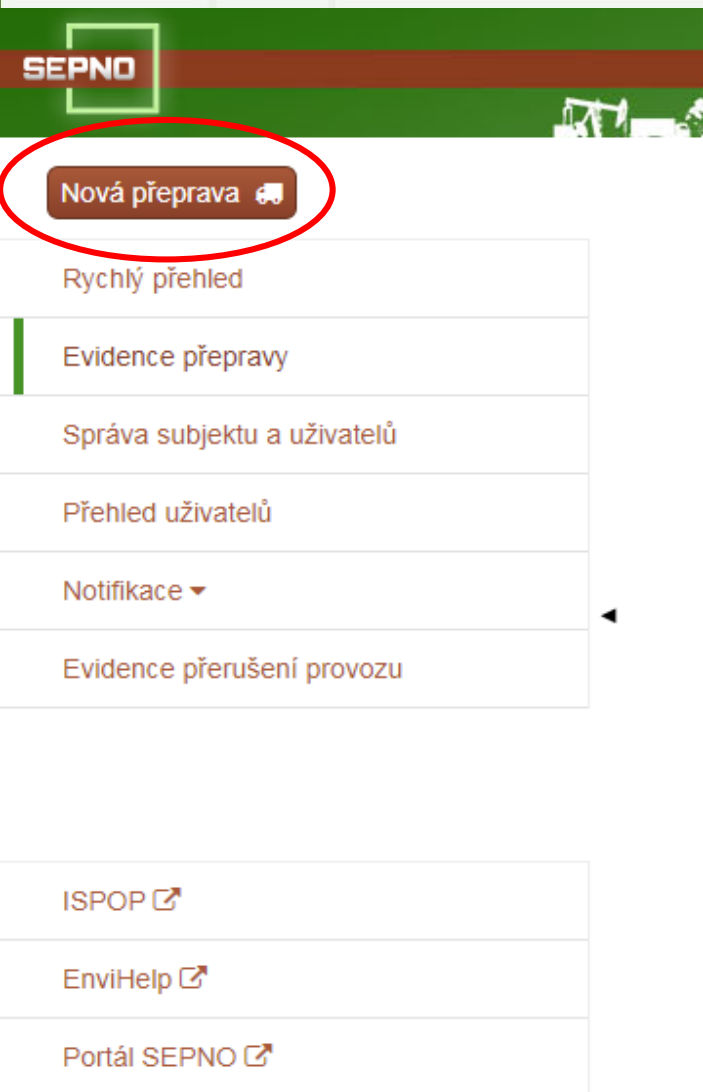 SEPNO
Nová přeprava
Rychlý přehled
Evidence přepravy
Správa subjektu a uživatelů
Přehled uživatelů
Notifikace
Evidence přerušení provozu
ISPOP
EnviHelp
Portál SEPNO